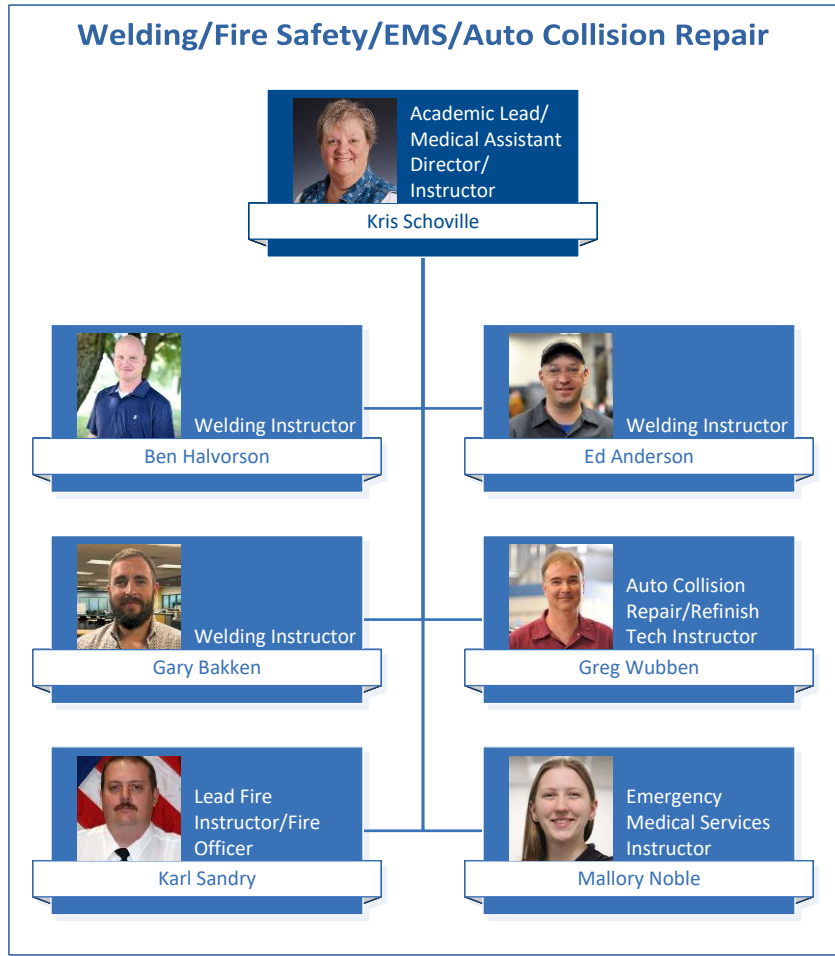 Welding/Fire Safety/EMS/Auto Collision Repair
Academic Lead/
Medical Assistant
Director/
Instructor
Kris Schoville
Welding Instructor
Ben Halvorson
Welding Instructor
Ed Anderson
Welding Instructor
Gary Bakken
Auto Collision
Repair/Refinish
Tech Instructor
Greg Wubben
Lead Fire
Instructor/Fire
Officer
Karl Sandry
Emergency
Medical Services
Instructor
Mallory Noble